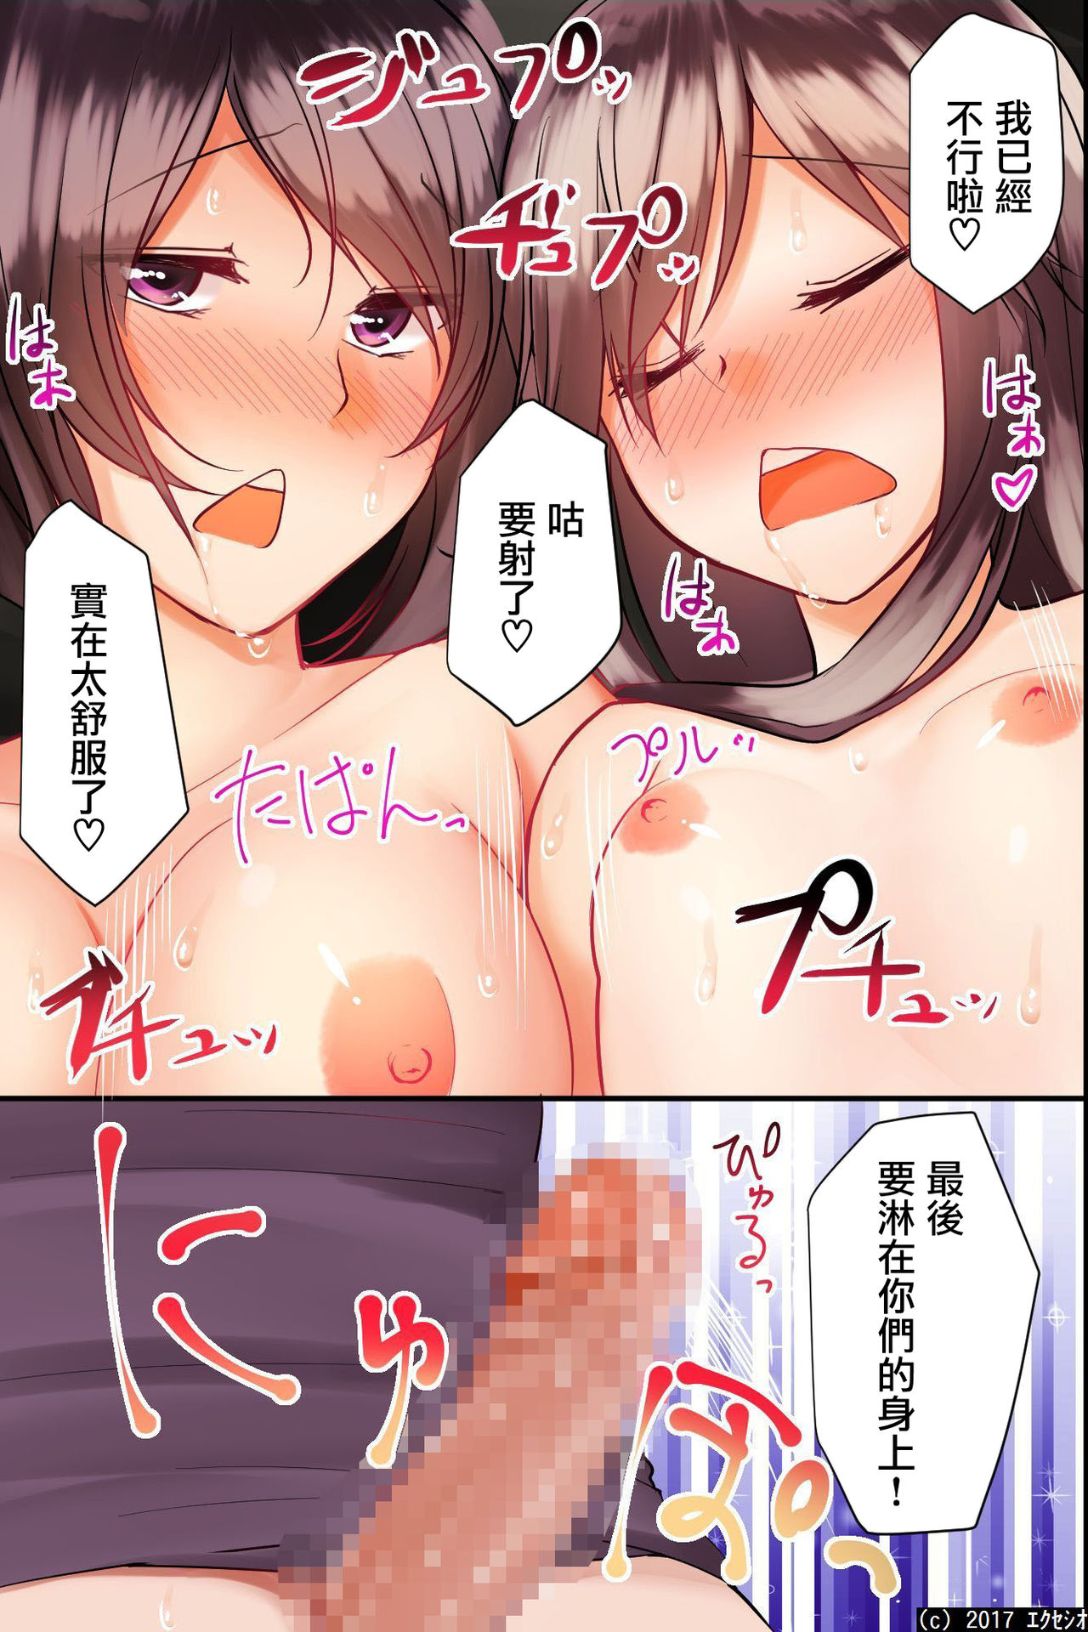 我已經
不行啦♡
ジュプッ
ヂュプッ
はぁ
はぁ♡
はぁ
咕
要射了♡
實在太舒服了♡
プルッ
たぱんっ
プチュッ
ブチュッ
最後
要淋在你們的身上！
ぴゅるっ
にゅぽっ
(c) 2017 エクセシオ